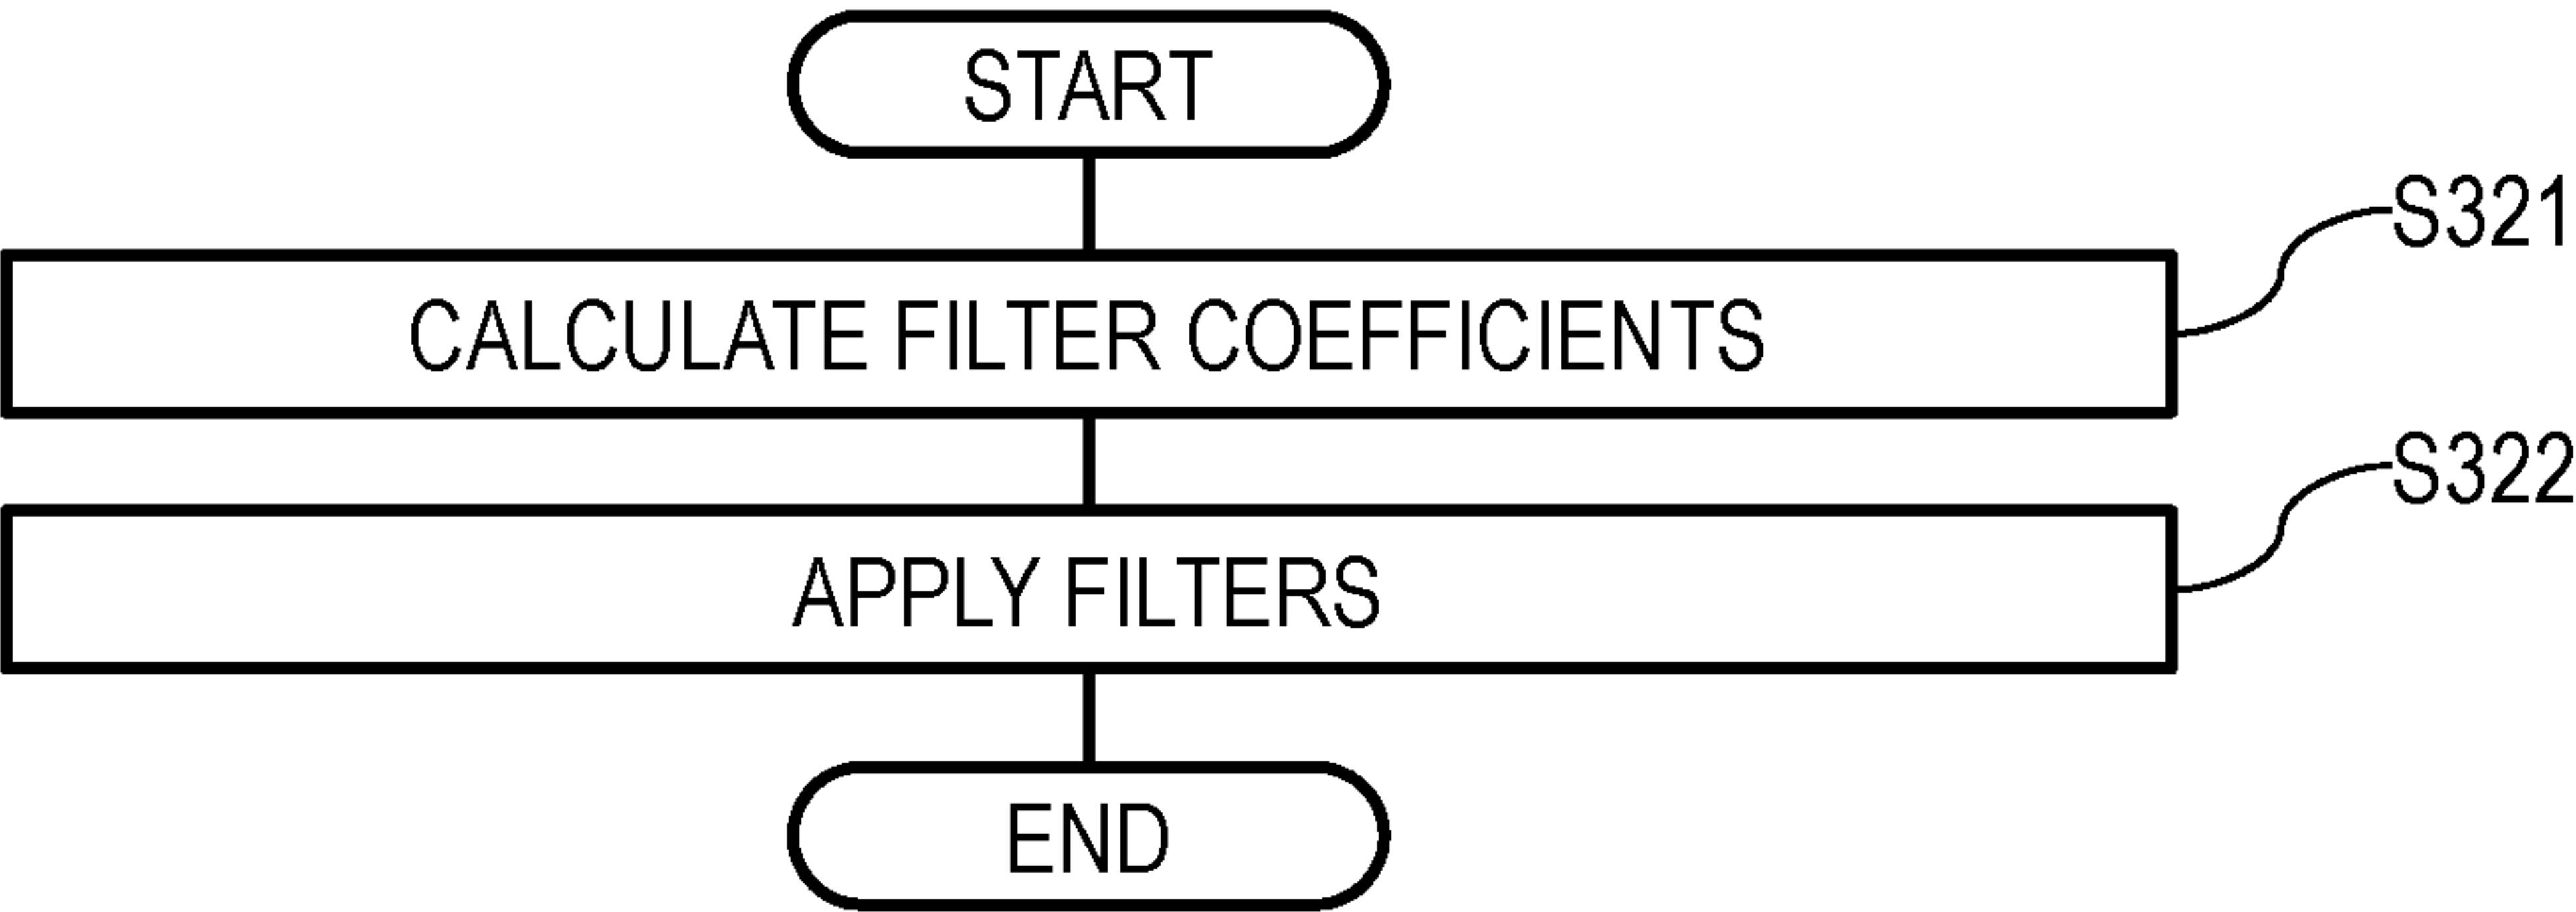 START
S321
CALCULATE FILTER COEFFICIENTS
S322
APPLY FILTERS
END